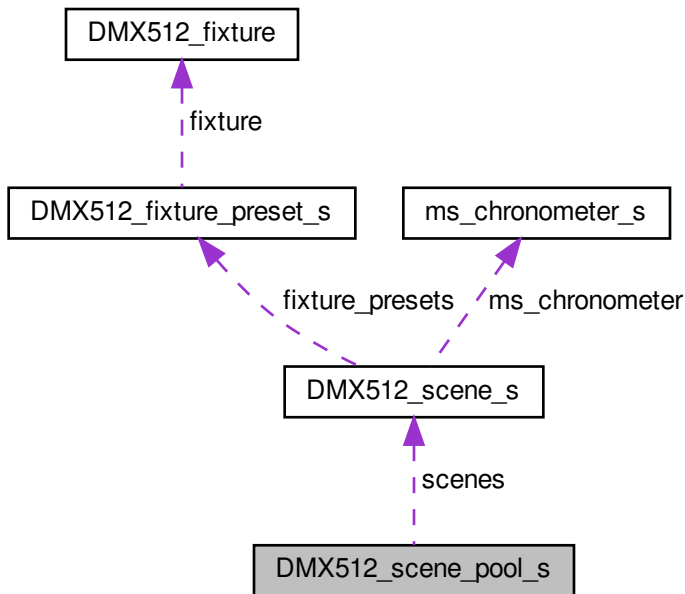 DMX512_fixture
fixture
DMX512_fixture_preset_s
ms_chronometer_s
fixture_presets
ms_chronometer
DMX512_scene_s
scenes
DMX512_scene_pool_s